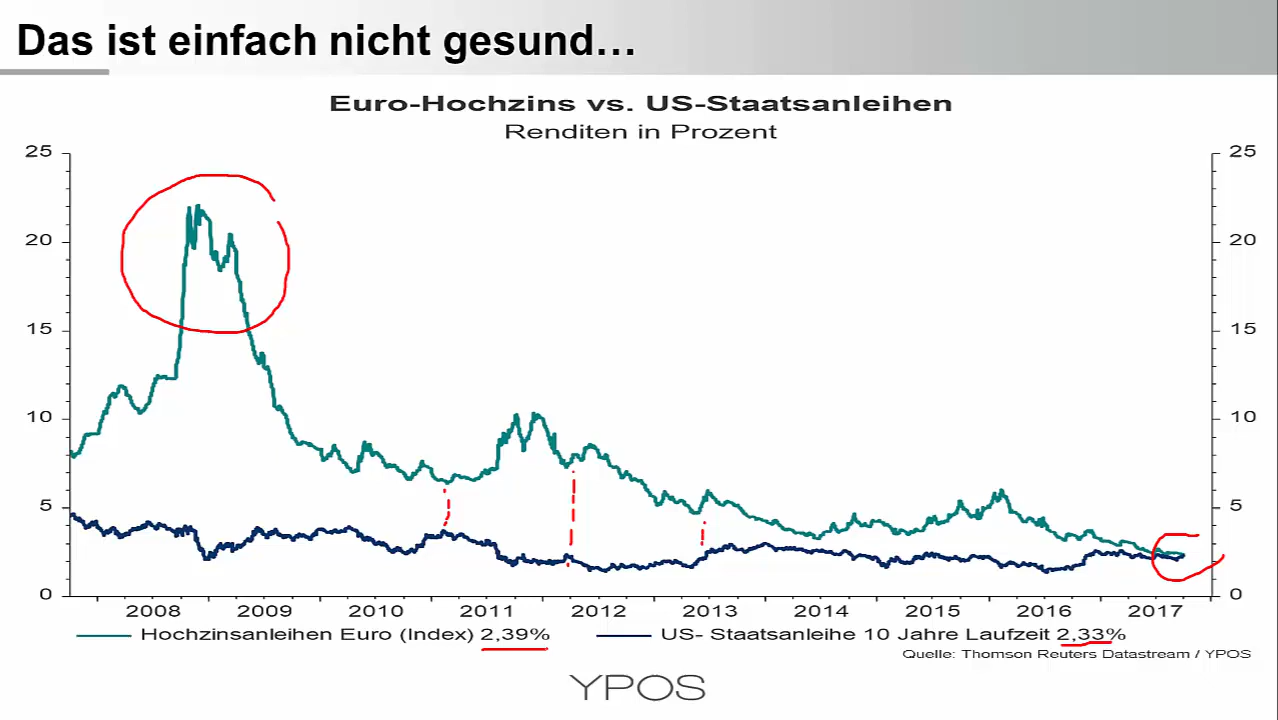 Das ist einfach nicht gesund…
Euro-Hochzins vs. US-Staatsanleihen
Renditen in Prozent
25 25
20 20
15 15
10 10
5 5
0 0
2008 2009 2010 2011 2012 2013 2014 2015 2016 2017
Hochzinsanleihen Euro (Index) 2,39% US- Staatsanleihe 10 Jahre Laufzeit 2,33%
Quelle: Thomson Reuters Datastream / YPOS
YPOS